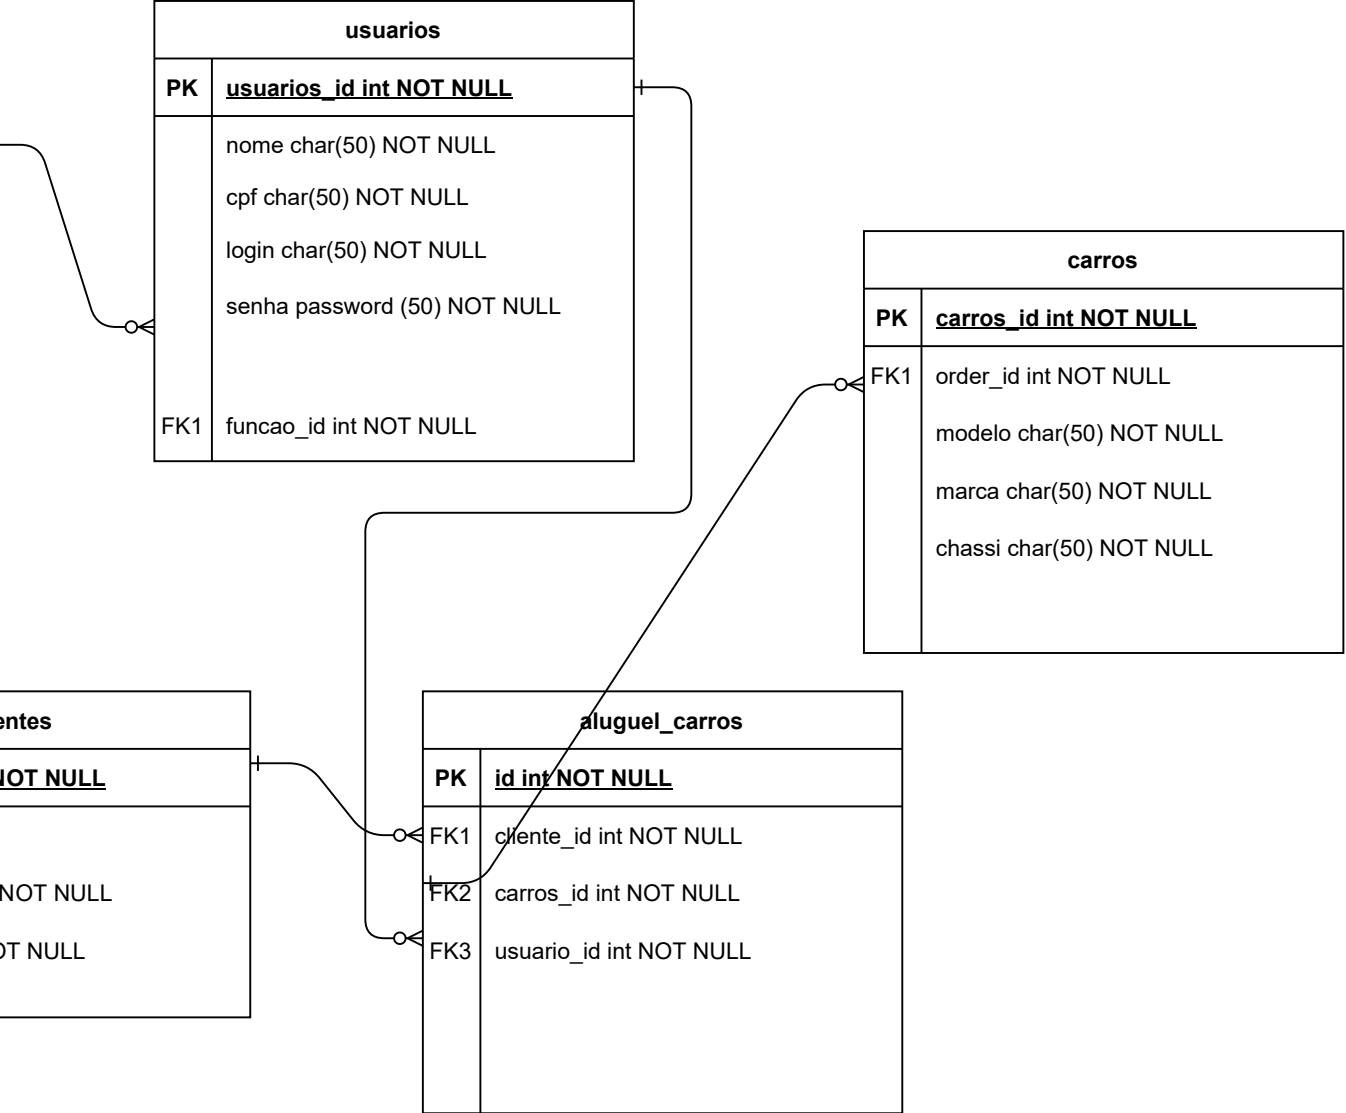 usuarios
PK usuarios_id int NOT NULL
nome char(50) NOT NULL
cpf char(50) NOT NULL
login char(50) NOT NULL
senha password (50) NOT NULL
FK1 funcao_id int NOT NULL
carros
PK carros_id int NOT NULL
FK1 order_id int NOT NULL
modelo char(50) NOT NULL
marca char(50) NOT NULL
chassi char(50) NOT NULL
entes
NOT NULL
NOT NULL
OT NULL
aluguel_carros
PK id int NOT NULL
FK1 cliente_id int NOT NULL
FK2 carros_id int NOT NULL
FK3 usuario_id int NOT NULL